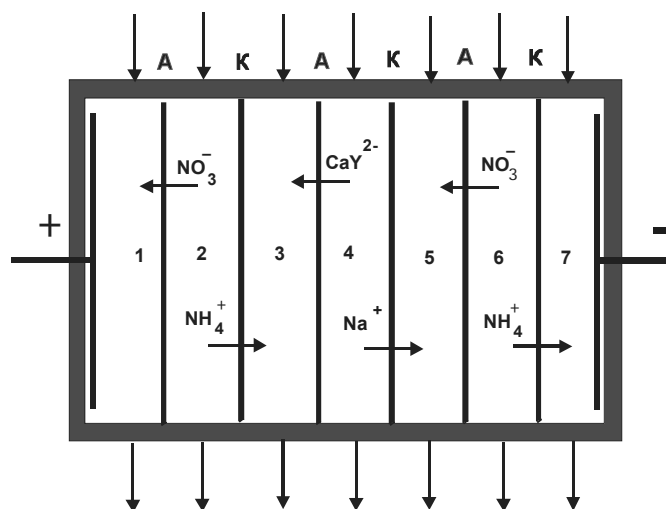 А К А К А К
NO₃⁻ CaY²⁻ NO₃⁻
+ −
1 2 3 4 5 6 7
NH₄⁺ Na⁺ NH₄⁺